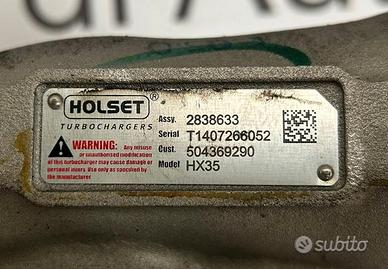 HOLSET®
TURBOCHARGERS
WARNING: Any misuse
or unauthorised modification
of this turbocharger may cause damage or
personal injury. Use only as specified by
the manufacturer.
Assy. 2838633
Serial T1407266052
Cust. 504369290
Model HX35
subito